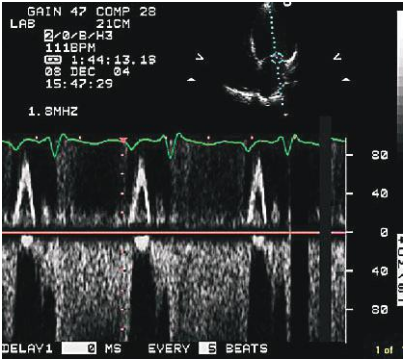 GAIN 47 COMP 28
LAB 21CM
2/0/B/H3
111BPM
1:44:13.18
08 DEC 04
15:47:29
1.8MHZ
80
40
0
40
80
DELAY1 0 MS EVERY 5 BEATS
1 of